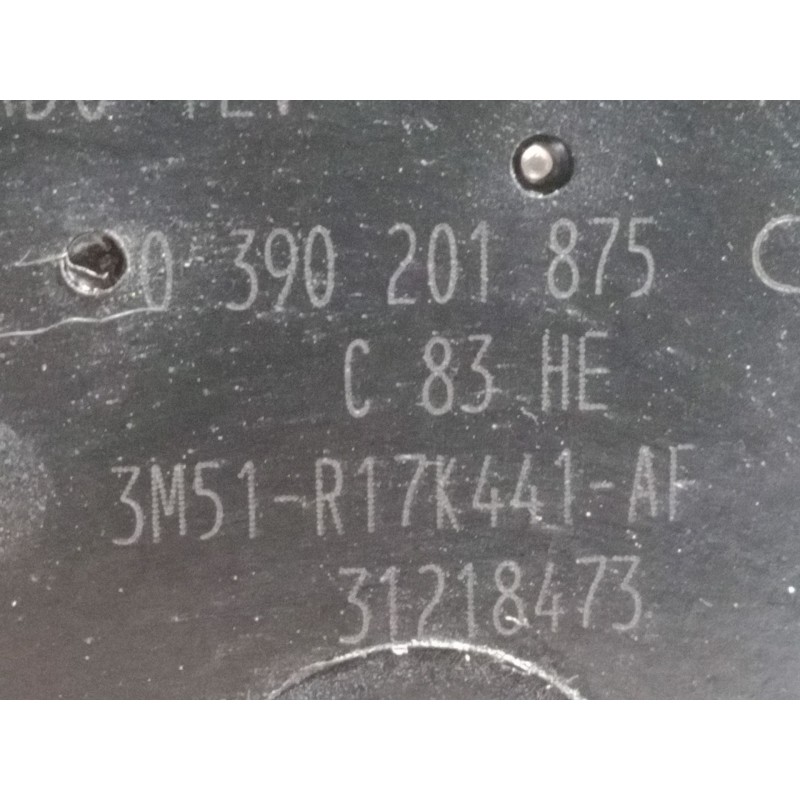 0 390 201 875
C 83 HE
3M51-R17K441-AF
31218473